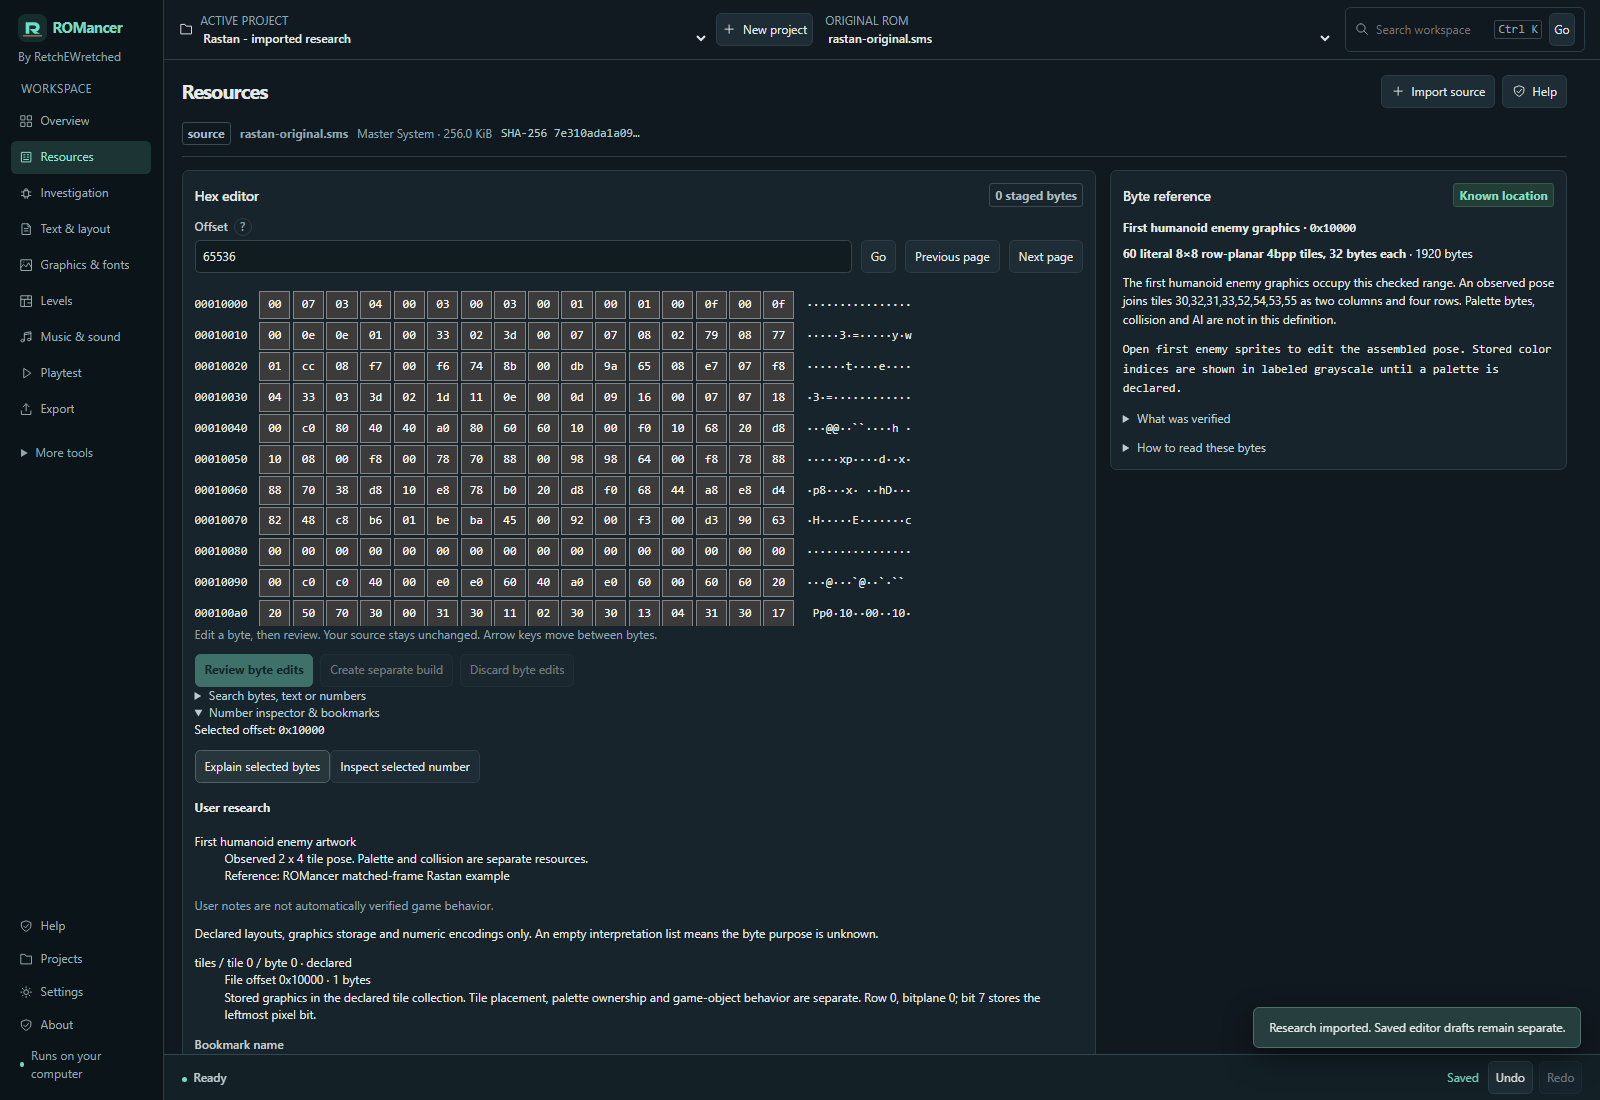 ROMancer
By RetchEWretched
WORKSPACE
Overview
Resources
Investigation
Text & layout
Graphics & fonts
Levels
Music & sound
Playtest
Export
More tools
Help
Projects
Settings
About
Runs on your
computer
ACTIVE PROJECT
Rastan - imported research
New project
ORIGINAL ROM
rastan-original.sms
Search workspace
Ctrl K
Go
Resources
Import source
Help
source rastan-original.sms Master System · 256.0 KiB SHA-256 7e310ada1a09…
Hex editor
0 staged bytes
Offset ?
65536
Go
Previous page
Next page
00010000 00 07 03 04 00 03 00 03 00 01 00 01 00 0f 00 0f ················
00010010 00 0e 0e 01 00 33 02 3d 00 07 07 08 02 79 08 77 ·····3·=·····y·w
00010020 01 cc 08 f7 00 f6 74 8b 00 db 9a 65 08 e7 07 f8 ······t····e····
00010030 04 33 03 3d 02 1d 11 0e 00 0d 09 16 00 07 07 18 ·3·=············
00010040 00 c0 80 40 40 a0 80 60 60 10 00 f0 10 68 20 d8 ···@@··``····h ·
00010050 10 08 00 f8 00 78 70 88 00 98 98 64 00 f8 78 88 ·····xp····d··x·
00010060 88 70 38 d8 10 e8 78 b0 20 d8 f0 68 44 a8 e8 d4 ·p8···x· ··hD···
00010070 82 48 c8 b6 01 be ba 45 00 92 00 f3 00 d3 90 63 ·H·····E·······c
00010080 00 00 00 00 00 00 00 00 00 00 00 00 00 00 00 00 ················
00010090 00 c0 c0 40 00 e0 e0 60 40 a0 e0 60 00 60 60 20 ···@···`@··`·``
000100a0 20 50 70 30 00 31 30 11 02 30 30 13 04 31 30 17 Pp0·10··00··10·
Edit a byte, then review. Your source stays unchanged. Arrow keys move between bytes.
Review byte edits
Create separate build
Discard byte edits
Search bytes, text or numbers
Number inspector & bookmarks
Selected offset: 0x10000
Explain selected bytes
Inspect selected number
User research
First humanoid enemy artwork
Observed 2 x 4 tile pose. Palette and collision are separate resources.
Reference: ROMancer matched-frame Rastan example
User notes are not automatically verified game behavior.
Declared layouts, graphics storage and numeric encodings only. An empty interpretation list means the byte purpose is unknown.
tiles / tile 0 / byte 0 · declared
File offset 0x10000 · 1 bytes
Stored graphics in the declared tile collection. Tile placement, palette ownership and game-object behavior are separate. Row 0, bitplane 0; bit 7 stores the
leftmost pixel bit.
Bookmark name
Byte reference
Known location
First humanoid enemy graphics · 0x10000
60 literal 8×8 row-planar 4bpp tiles, 32 bytes each · 1920 bytes
The first humanoid enemy graphics occupy this checked range. An observed pose
joins tiles 30,32,31,33,52,54,53,55 as two columns and four rows. Palette bytes,
collision and AI are not in this definition.
Open first enemy sprites to edit the assembled pose. Stored color
indices are shown in labeled grayscale until a palette is
declared.
What was verified
How to read these bytes
Research imported. Saved editor drafts remain separate.
Ready
Saved
Undo
Redo